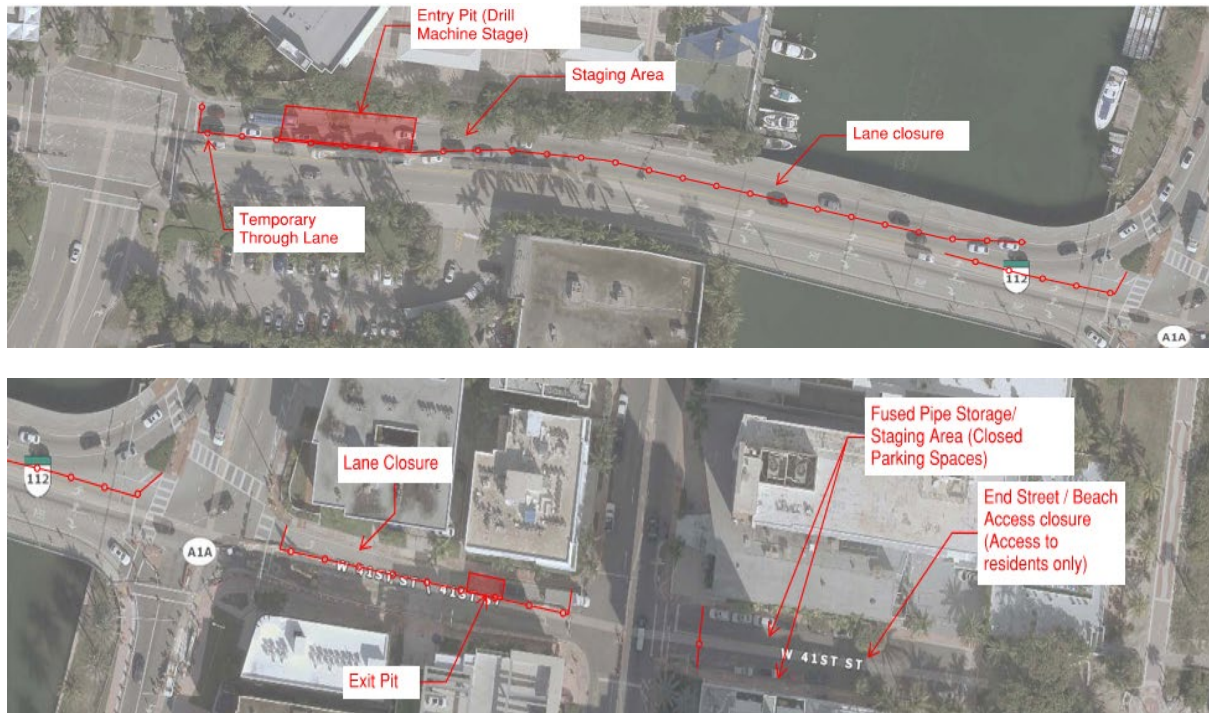 Entry Pit (Drill
Machine Stage)
Staging Area
Lane closure
Temporary
Through Lane
112
A1A
112
Lane Closure
A1A
W 41ST ST
Exit Pit
Fused Pipe Storage/
Staging Area (Closed
Parking Spaces)
End Street / Beach
Access closure
(Access to
residents only)
W 41ST ST